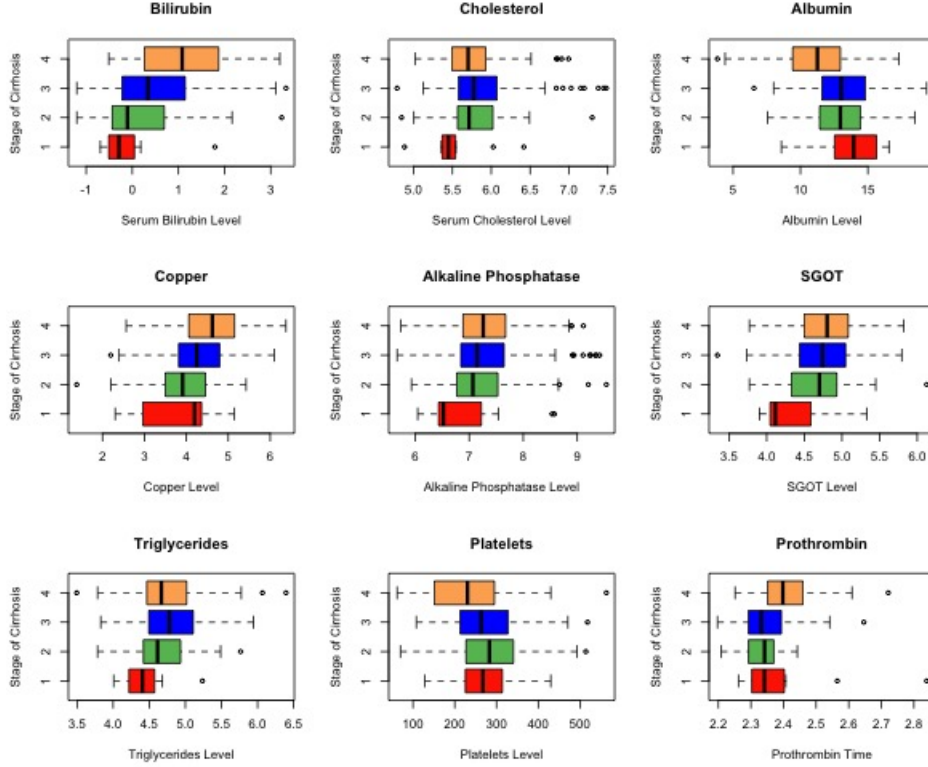 Bilirubin
Cholesterol
Albumin
Stage of Cirrhosis
4
3
2
1
-1 0 1 2 3
Serum Bilirubin Level
Stage of Cirrhosis
4
3
2
1
5.0 5.5 6.0 6.5 7.0 7.5
Serum Cholesterol Level
Stage of Cirrhosis
4
3
2
1
5 10 15
Albumin Level
Copper
Alkaline Phosphatase
SGOT
Stage of Cirrhosis
4
3
2
1
2 3 4 5 6
Copper Level
Stage of Cirrhosis
4
3
2
1
6 7 8 9
Alkaline Phosphatase Level
Stage of Cirrhosis
4
3
2
1
3.5 4.0 4.5 5.0 5.5 6.0
SGOT Level
Triglycerides
Platelets
Prothrombin
Stage of Cirrhosis
4
3
2
1
3.5 4.0 4.5 5.0 5.5 6.0 6.5
Triglycerides Level
Stage of Cirrhosis
4
3
2
1
100 200 300 400 500
Platelets Level
Stage of Cirrhosis
4
3
2
1
2.2 2.3 2.4 2.5 2.6 2.7 2.8
Prothrombin Time